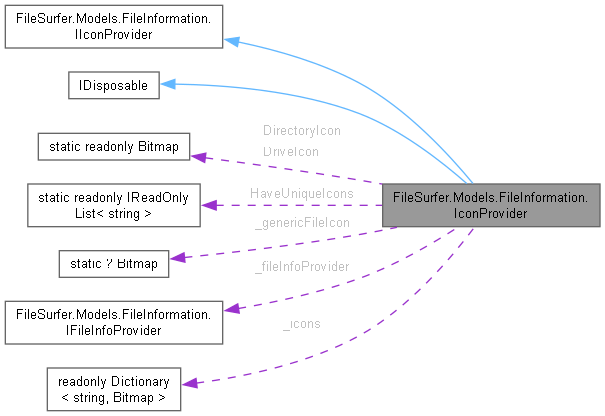 FileSurfer.Models.FileInformation.
IIconProvider
IDisposable
DirectoryIcon
DriveIcon
static readonly Bitmap
static readonly IReadOnly
List< string >
HaveUniqueIcons
FileSurfer.Models.FileInformation.
IconProvider
_genericFileIcon
static ? Bitmap
_fileInfoProvider
FileSurfer.Models.FileInformation.
IFileInfoProvider
_icons
readonly Dictionary
< string, Bitmap >